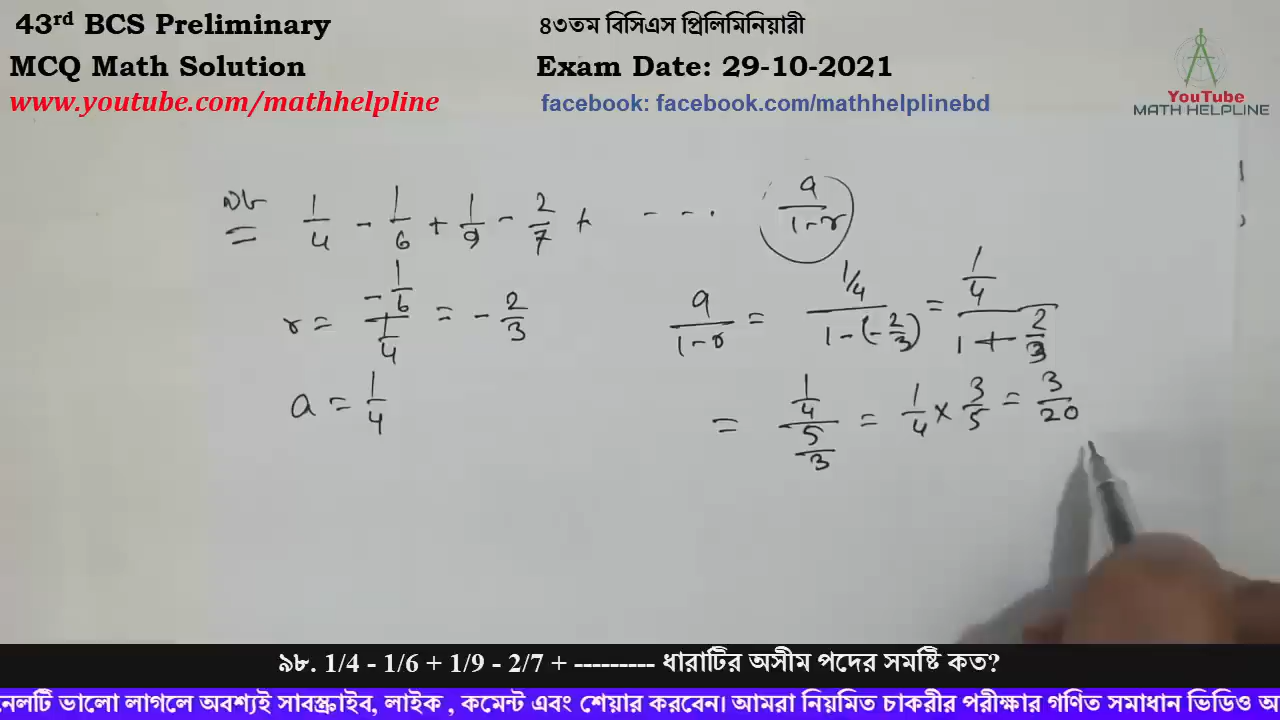 43rd BCS Preliminary
৪৩তম বিসিএস প্রিলিমিনিয়ারী
MCQ Math Solution
Exam Date: 29-10-2021
www.youtube.com/mathhelpline
facebook: facebook.com/mathhelplinebd
YouTube
MATH HELPLINE
৯৮ 1/4 - 1/6 + 1/9 - 2/7 + - - - . a/(1-r)
r = (-1/6)/(1/4) = - 2/3
a/(1-r) = (1/4)/(1-(-2/3)) = (1/4)/(1+2/3)
a = 1/4
= (1/4)/(5/3) = 1/4 × 3/5 = 3/20
৯৮. 1/4 - 1/6 + 1/9 - 2/7 + --------- ধারাটির অসীম পদের সমষ্টি কত?
নেলটি ভালো লাগলে অবশ্যই সাবস্ক্রাইব, লাইক , কমেন্ট এবং শেয়ার করবেন। আমরা নিয়মিত চাকরীর পরীক্ষার গণিত সমাধান ভিডিও আ